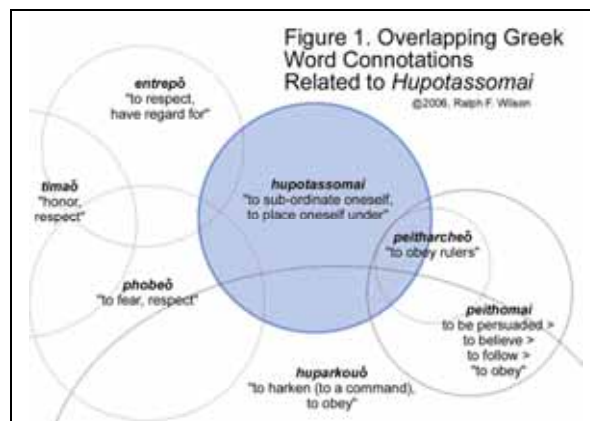 Figure 1. Overlapping Greek
Word Connotations
Related to Hupotassomai
@2006, Ralph F. Wilson
entrepō
"to respect,
have regard for"
timaō
"honor,
respect"
hupotassomai
"to sub-ordinate oneself,
to place oneself under"
peitharcheō
"to obey rulers"
phobeō
"to fear, respect"
peithomai
to be persuaded >
to believe >
to follow >
"to obey"
huparkouō
"to harken (to a command),
to obey"